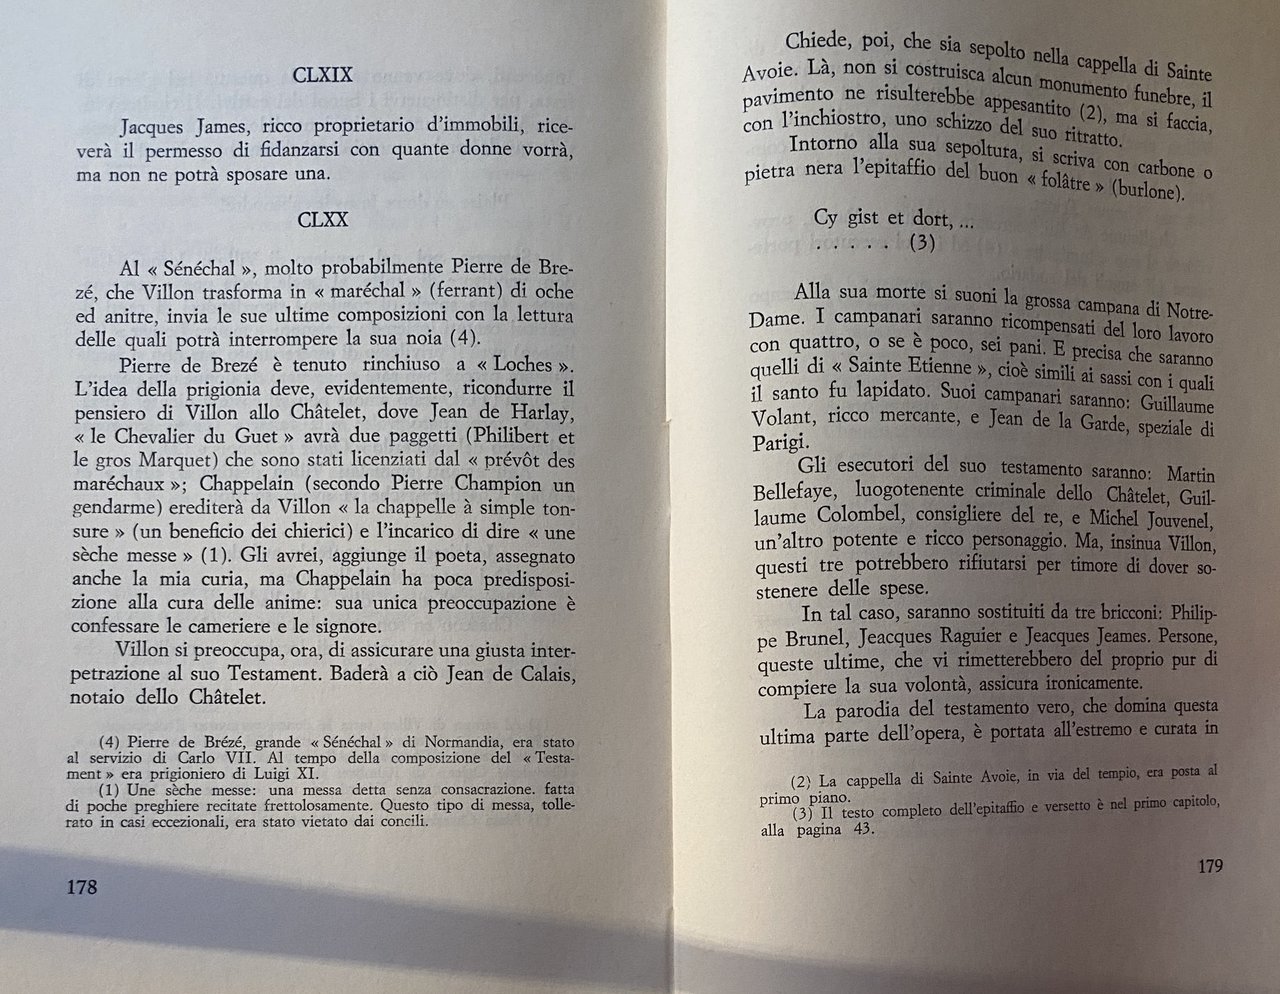 CLXIX
Jacques James, ricco proprietario d'immobili, rice-
verà il permesso di fidanzarsi con quante donne vorrà,
ma non ne potrà sposare una.
CLXX
Al « Sénéchal », molto probabilmente Pierre de Bre-
zé, che Villon trasforma in « maréchal » (ferrant) di oche
ed anitre, invia le sue ultime composizioni con la lettura
delle quali potrà interrompere la sua noia (4).
Pierre de Brezé è tenuto rinchiuso a « Loches ».
L'idea della prigionia deve, evidentemente, ricondurre il
pensiero di Villon allo Châtelet, dove Jean de Harlay,
« le Chevalier du Guet » avrà due paggetti (Philibert et
le gros Marquet) che sono stati licenziati dal « prévôt des
maréchaux »; Chappelain (secondo Pierre Champion un
gendarme) erediterà da Villon « la chappelle à simple ton-
sure » (un beneficio dei chierici) e l'incarico di dire « une
sèche messe » (1). Gli avrei, aggiunge il poeta, assegnato
anche la mia curia, ma Chappelain ha poca predisposi-
zione alla cura delle anime: sua unica preoccupazione è
confessare le cameriere e le signore.
Villon si preoccupa, ora, di assicurare una giusta inter-
petrazione al suo Testament. Baderà a ciò Jean de Calais,
notaio dello Châtelet.
(4) Pierre de Brézé, grande « Sénéchal » di Normandia, era stato
al servizio di Carlo VII. Al tempo della composizione del « Testa-
ment » era prigioniero di Luigi XI.
(1) Une sèche messe: una messa detta senza consacrazione. fatta
di poche preghiere recitate frettolosamente. Questo tipo di messa, tolle-
rato in casi eccezionali, era stato vietato dai concili.
178
Chiede, poi, che sia sepolto nella cappella di Sainte
Avoie. Là, non si costruisca alcun monumento funebre, il
pavimento ne risulterebbe appesantito (2), ma si faccia,
con l'inchiostro, uno schizzo del suo ritratto.
Intorno alla sua sepoltura, si scriva con carbone o
pietra nera l'epitaffio del buon « folâtre » (burlone).
Cy gist et dort, ...
. . . . . (3)
Alla sua morte si suoni la grossa campana di Notre-
Dame. I campanari saranno ricompensati del loro lavoro
con quattro, o se è poco, sei pani. E precisa che saranno
quelli di « Sainte Etienne », cioè simili ai sassi con i quali
il santo fu lapidato. Suoi campanari saranno: Guillaume
Volant, ricco mercante, e Jean de la Garde, speziale di
Parigi.
Gli esecutori del suo testamento saranno: Martin
Bellefaye, luogotenente criminale dello Châtelet, Guil-
laume Colombel, consigliere del re, e Michel Jouvenel,
un'altro potente e ricco personaggio. Ma, insinua Villon,
questi tre potrebbero rifiutarsi per timore di dover so-
stenere delle spese.
In tal caso, saranno sostituiti da tre bricconi: Philip-
pe Brunel, Jeacques Raguier e Jeacques Jeames. Persone,
queste ultime, che vi rimetterebbero del proprio pur di
compiere la sua volontà, assicura ironicamente.
La parodia del testamento vero, che domina questa
ultima parte dell'opera, è portata all'estremo e curata in
(2) La cappella di Sainte Avoie, in via del tempio, era posta al
primo piano.
(3) Il testo completo dell'epitaffio e versetto è nel primo capitolo,
alla pagina 43.
179